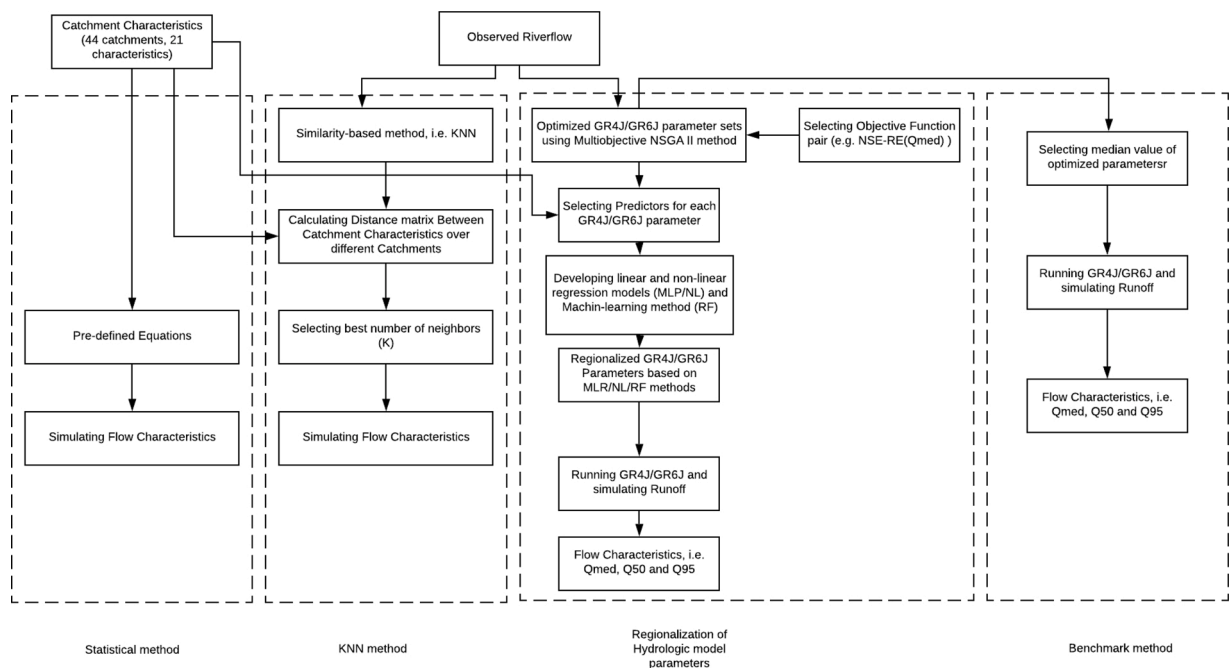 Catchment Characteristics
(44 catchments, 21
characteristics)
Observed Riverflow
Similarity-based method, i.e. KNN
Optimized GR4J/GR6J parameter sets
using Multiobjective NSGA II method
Selecting Objective Function
pair (e.g. NSE-RE(Qmed) )
Selecting median value of
optimized parametersr
Calculating Distance matrix Between
Catchment Characteristics over
different Catchments
Selecting Predictors for each
GR4J/GR6J parameter
Developing linear and non-linear
regression models (MLP/NL) and
Machin-learning method (RF)
Running GR4J/GR6J and
simulating Runoff
Pre-defined Equations
Selecting best number of neighbors
(K)
Regionalized GR4J/GR6J
Parameters based on
MLR/NL/RF methods
Flow Characteristics, i.e.
Qmed, Q50 and Q95
Simulating Flow Characteristics
Simulating Flow Characteristics
Running GR4J/GR6J and
simulating Runoff
Flow Characteristics, i.e.
Qmed, Q50 and Q95
Statistical method
KNN method
Regionalization of
Hydrologic model
parameters
Benchmark method